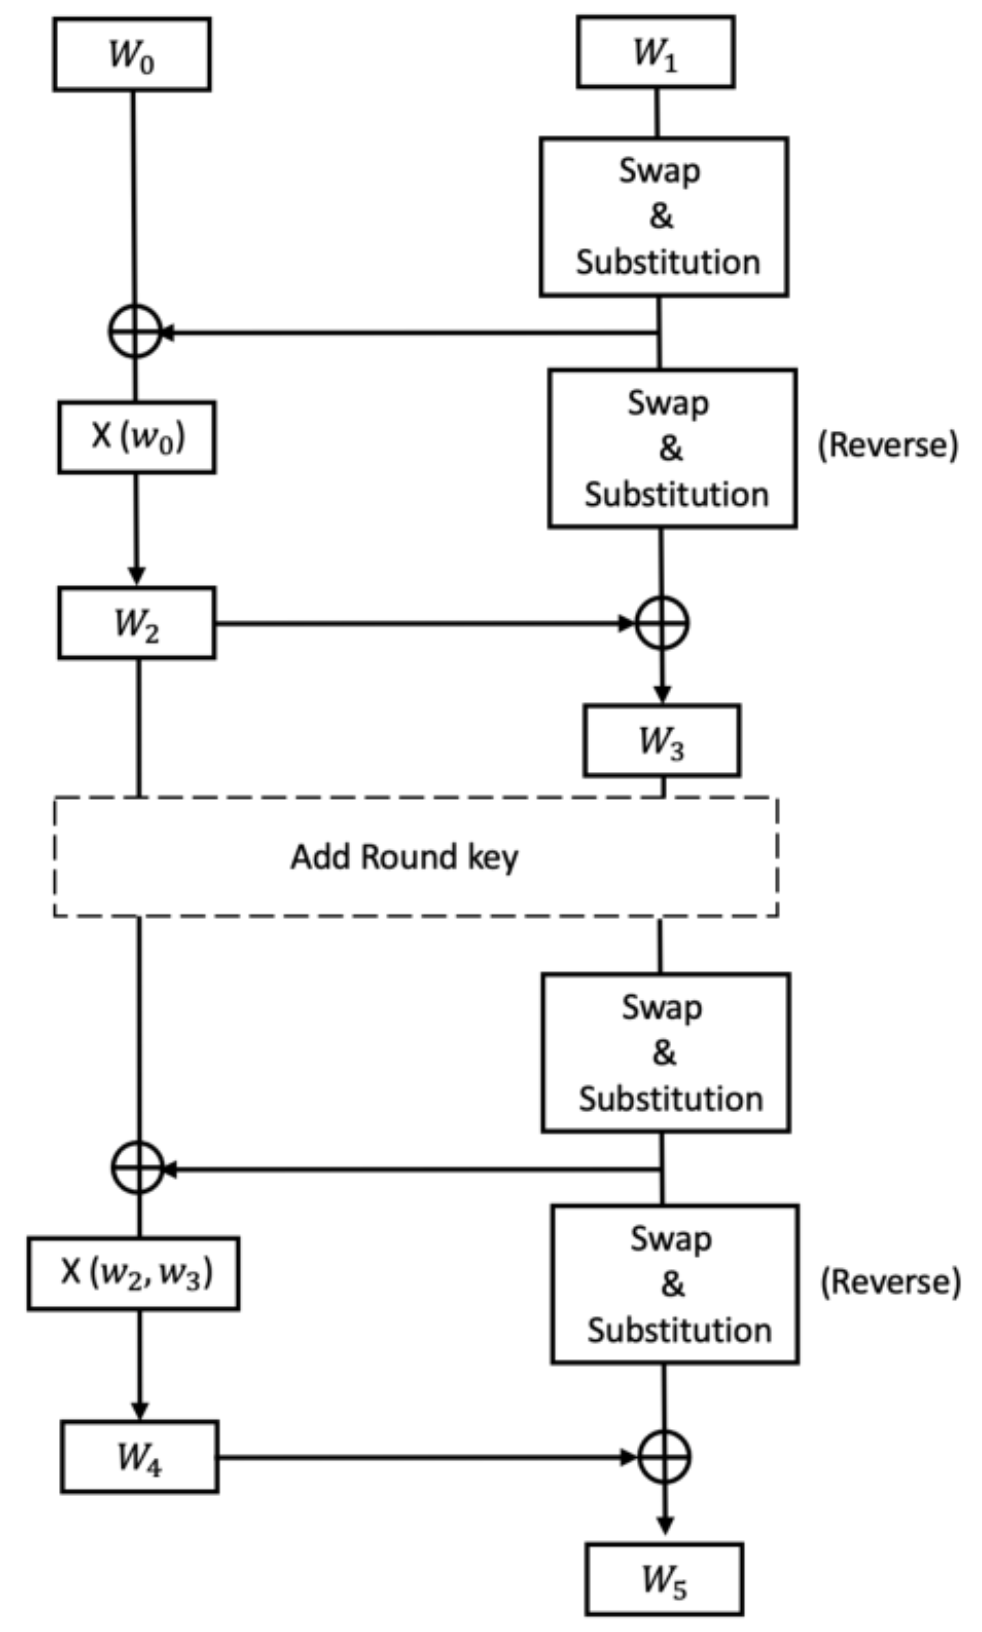 W₀
W₁
Swap
&
Substitution
X (w₀)
Swap
&
Substitution
(Reverse)
W₂
W₃
Add Round key
Swap
&
Substitution
X (w₂, w₃)
Swap
&
Substitution
(Reverse)
W₄
W₅